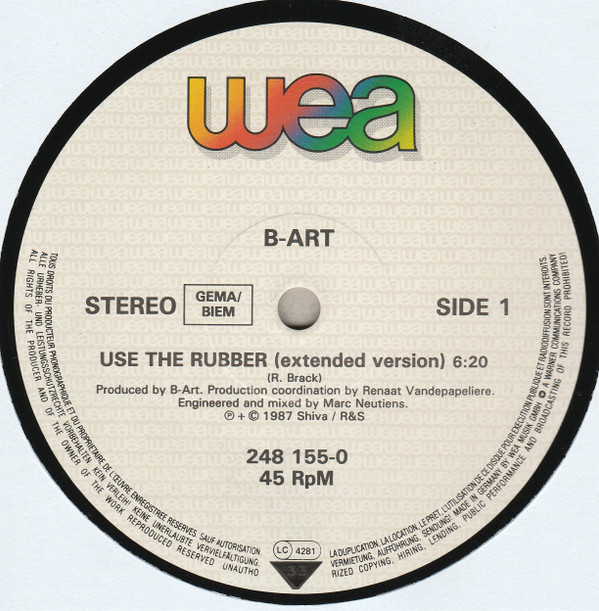 wea
B-ART
STEREO
GEMA/
BIEM
SIDE 1
USE THE RUBBER (extended version) 6:20
(R. Brack)
Produced by B-Art. Production coordination by Renaat Vandepapeliere.
Engineered and mixed by Marc Neutiens.
℗ + © 1987 Shiva / R&S
248 155-0
45 RpM
TOUS DROITS DU PRODUCTEUR PHONOGRAPHIQUE ET DU PROPRIETAIRE DE L'ŒUVRE ENREGISTREE RESERVES. SAUF AUTORISATION,
LA DUPLICATION, LA LOCATION, LE PRET, L'UTILISATION DE CE DISQUE POUR EXECUTION PUBLIQUE ET RADIODIFFUSION SONT INTERDITS.
ALLE URHEBER UND LEISTUNGSSCHUTZRECHTE VORBEHALTEN KEIN VERLEIH! KEINE UNERLAUBTE VERVIELFÄLTIGUNG,
VERMIETUNG, AUFFÜHRUNG, SENDUNG! MADE IN GERMANY BY WEA MUSIK GMBH. A WARNER COMMUNICATIONS COMPANY
ALL RIGHTS OF THE PRODUCER AND OF THE OWNER OF THE WORK REPRODUCED RESERVED UNAUTHO
RIZED COPYING, HIRING, LENDING, PUBLIC PERFORMANCE AND BROADCASTING OF THIS RECORD PROHIBITED!
LC 4281
33